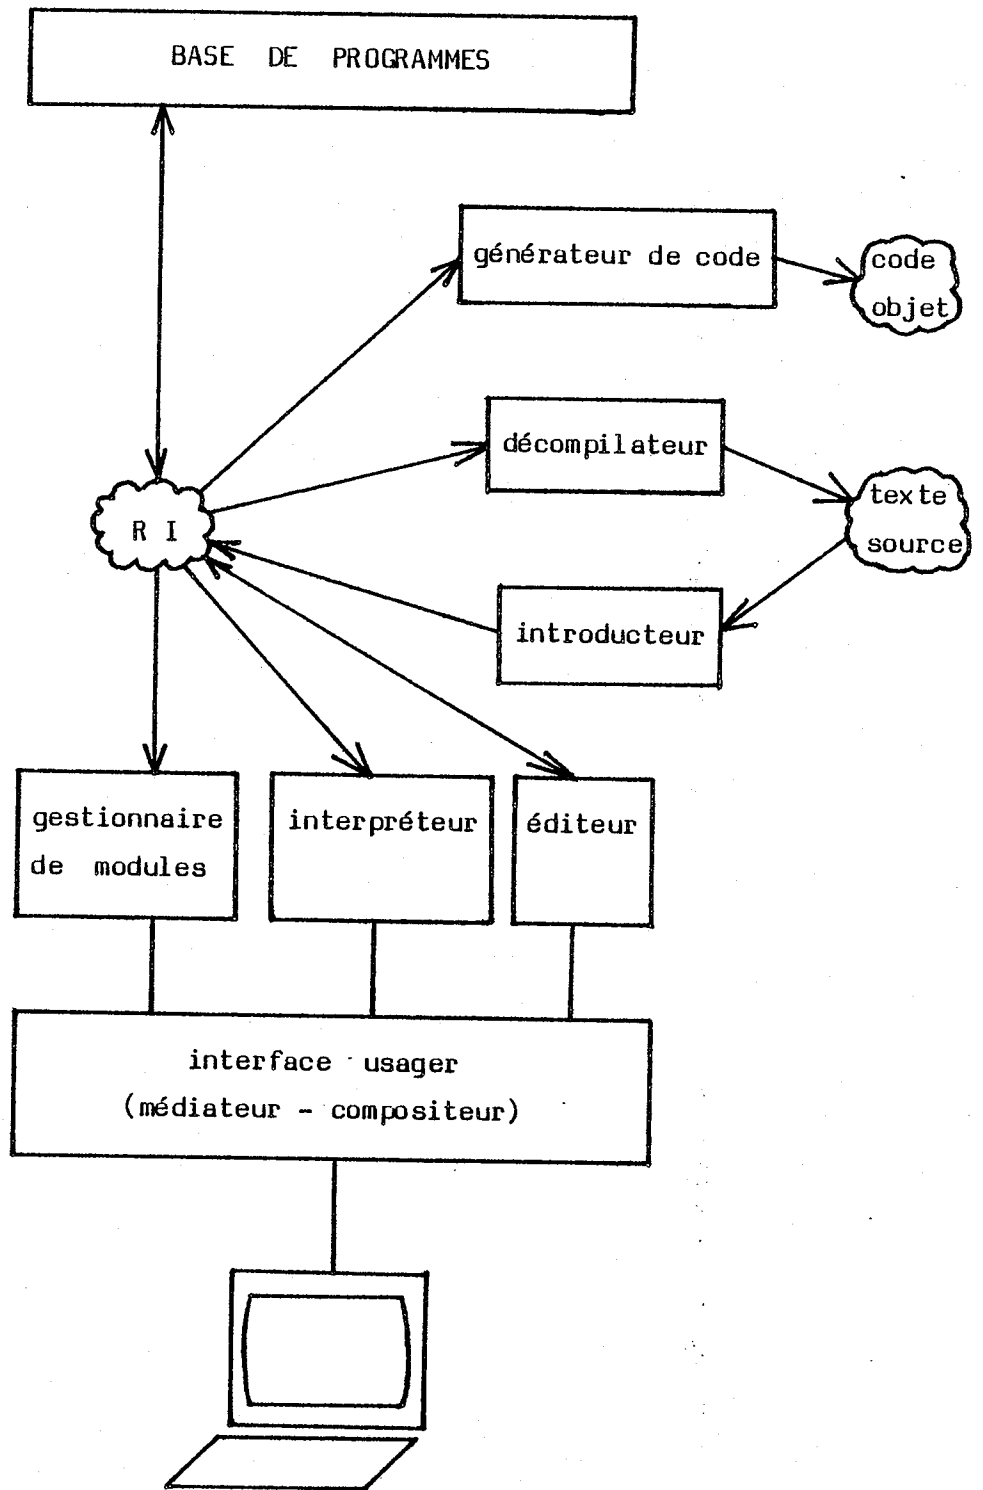 BASE DE PROGRAMMES
générateur de code
code
objet
décompilateur
texte
source
R I
introducteur
gestionnaire
de modules
interpréteur
éditeur
interface usager
(médiateur - compositeur)